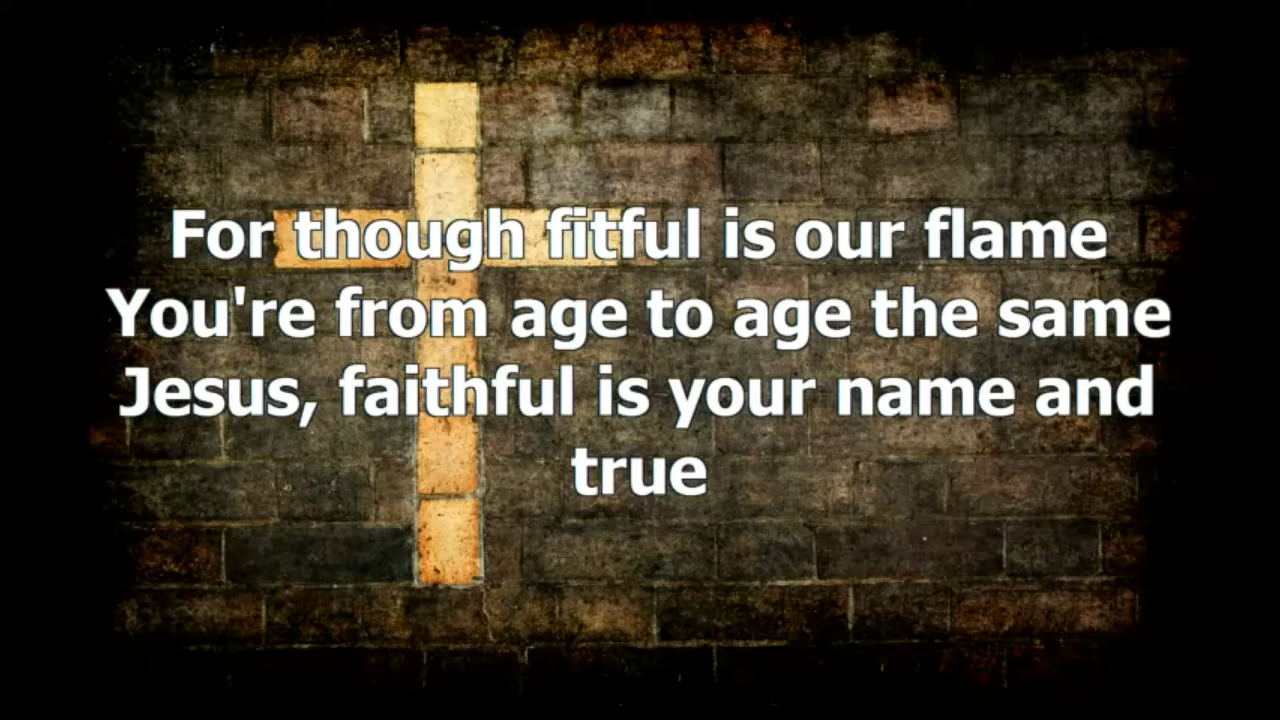 For though fitful is our flame
You're from age to age the same
Jesus, faithful is your name and
true